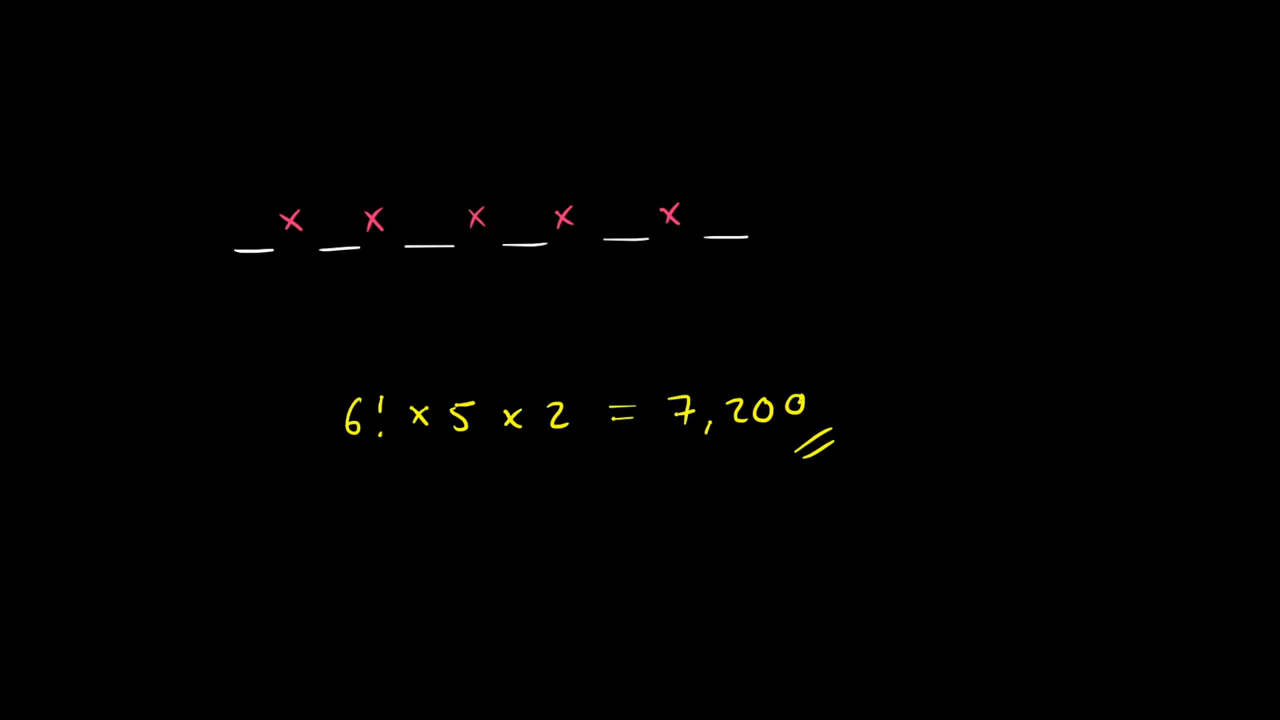 _ x _ x _ x _ x _ x _
6! x 5 x 2 = 7,200